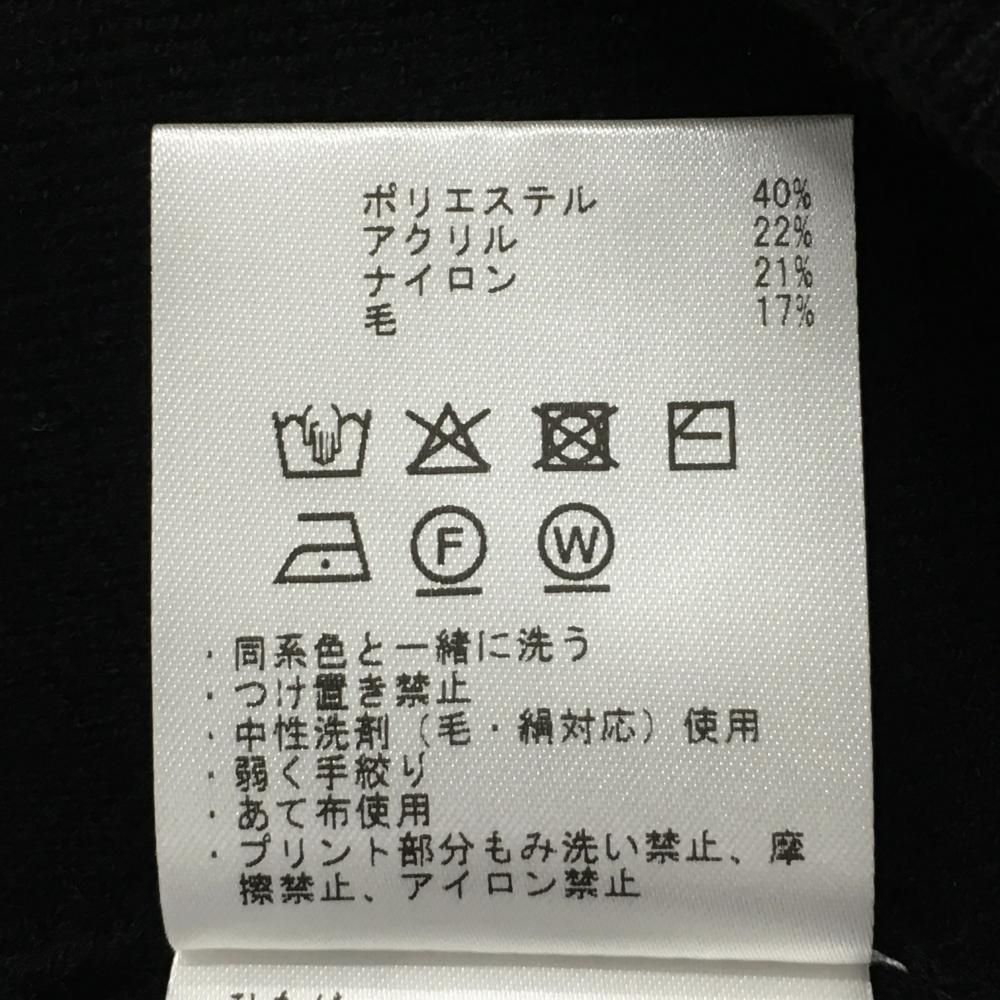 ポリエステル 40%
アクリル 22%
ナイロン 21%
毛 17%
F W
・同系色と一緒に洗う
・つけ置き禁止
・中性洗剤（毛・絹対応）使用
・弱く手絞り
・あて布使用
・プリント部分もみ洗い禁止、摩
擦禁止、アイロン禁止